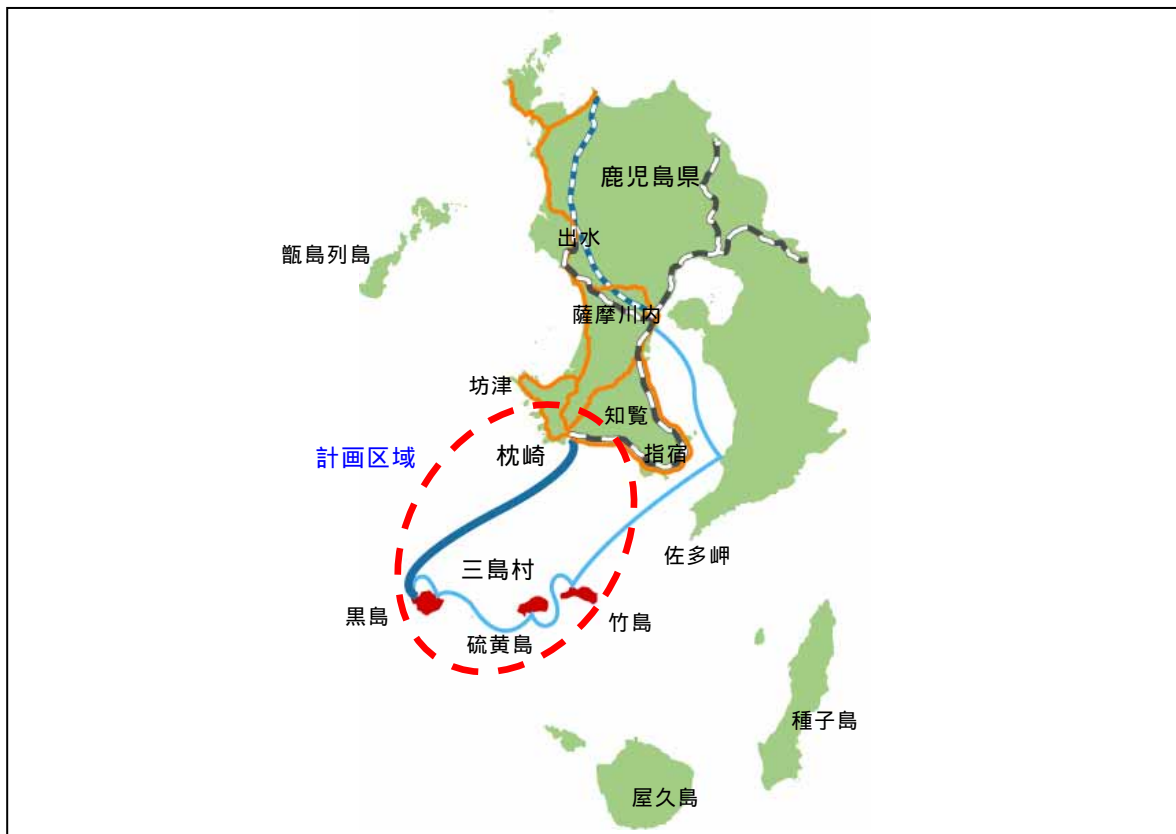 鹿児島県
出水
甑島列島
薩摩川内
坊津
知覧
計画区域
枕崎
指宿
佐多岬
三島村
黒島
竹島
硫黄島
種子島
屋久島